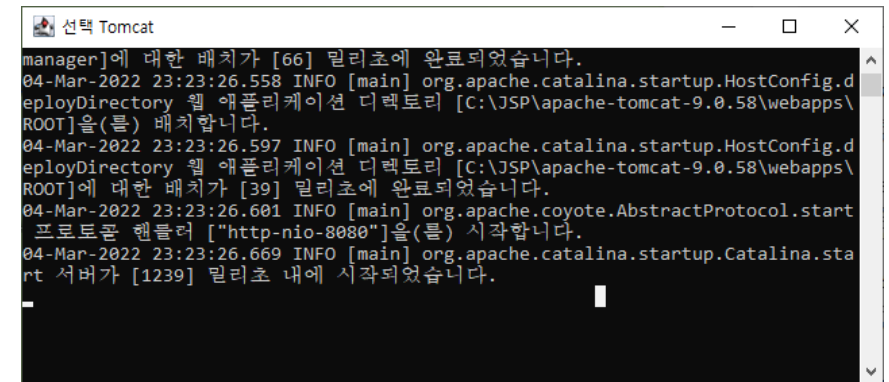 선택 Tomcat
manager]에 대한 배치가 [66] 밀리초에 완료되었습니다.
04-Mar-2022 23:23:26.558 INFO [main] org.apache.catalina.startup.HostConfig.d
eployDirectory 웹 애플리케이션 디렉토리 [C:\JSP\apache-tomcat-9.0.58\webapps\
ROOT]을(를) 배치합니다.
04-Mar-2022 23:23:26.597 INFO [main] org.apache.catalina.startup.HostConfig.d
eployDirectory 웹 애플리케이션 디렉토리 [C:\JSP\apache-tomcat-9.0.58\webapps\
ROOT]에 대한 배치가 [39] 밀리초에 완료되었습니다.
04-Mar-2022 23:23:26.601 INFO [main] org.apache.coyote.AbstractProtocol.start
프로토콜 핸들러 ["http-nio-8080"]을(를) 시작합니다.
04-Mar-2022 23:23:26.669 INFO [main] org.apache.catalina.startup.Catalina.sta
rt 서버가 [1239] 밀리초 내에 시작되었습니다.